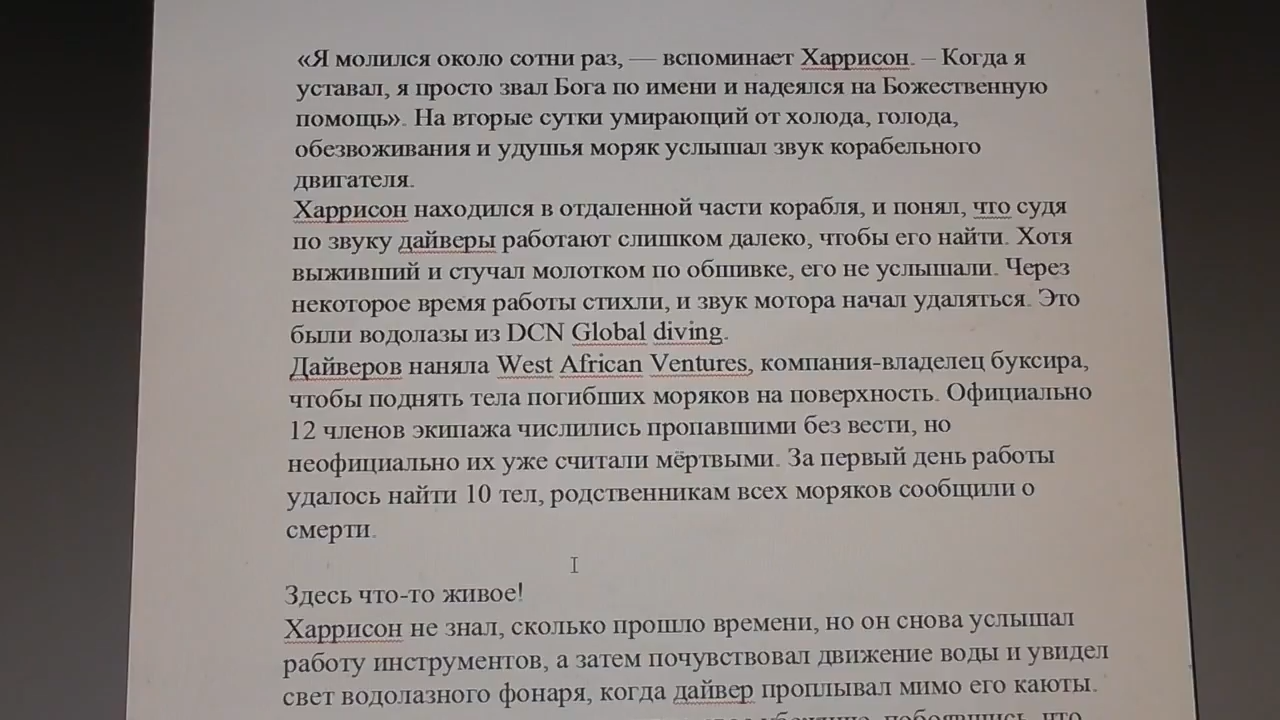 «Я молился около сотни раз, — вспоминает Харрисон. – Когда я
уставал, я просто звал Бога по имени и надеялся на Божественную
помощь». На вторые сутки умирающий от холода, голода,
обезвоживания и удушья моряк услышал звук корабельного
двигателя.
Харрисон находился в отдаленной части корабля, и понял, что судя
по звуку дайверы работают слишком далеко, чтобы его найти. Хотя
выживший и стучал молотком по обшивке, его не услышали. Через
некоторое время работы стихли, и звук мотора начал удаляться. Это
были водолазы из DCN Global diving.
Дайверов наняла West African Ventures, компания-владелец буксира,
чтобы поднять тела погибших моряков на поверхность. Официально
12 членов экипажа числились пропавшими без вести, но
неофициально их уже считали мёртвыми. За первый день работы
удалось найти 10 тел, родственникам всех моряков сообщили о
смерти.
Здесь что-то живое!
Харрисон не знал, сколько прошло времени, но он снова услышал
работу инструментов, а затем почувствовал движение воды и увидел
свет водолазного фонаря, когда дайвер проплывал мимо его каюты.